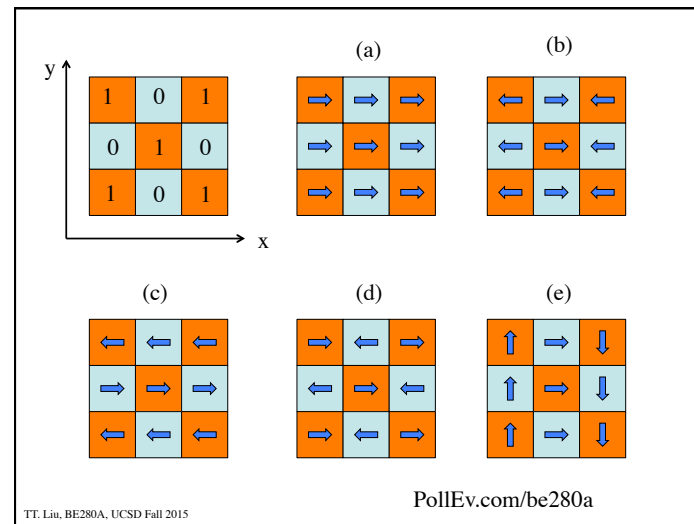 (a)
(b)
y
1 0 1
0 1 0
1 0 1
x
(c)
(d)
(e)
PollEv.com/be280a
TT. Liu, BE280A, UCSD Fall 2015